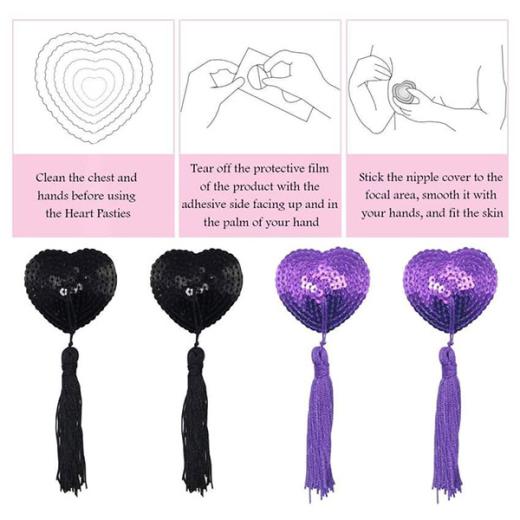 Clean the chest and
hands before using
the Heart Pasties
Tear off the protective film
of the product with the
adhesive side facing up and in
the palm of your hand
Stick the nipple cover to the
focal area, smooth it with
your hands, and fit the skin